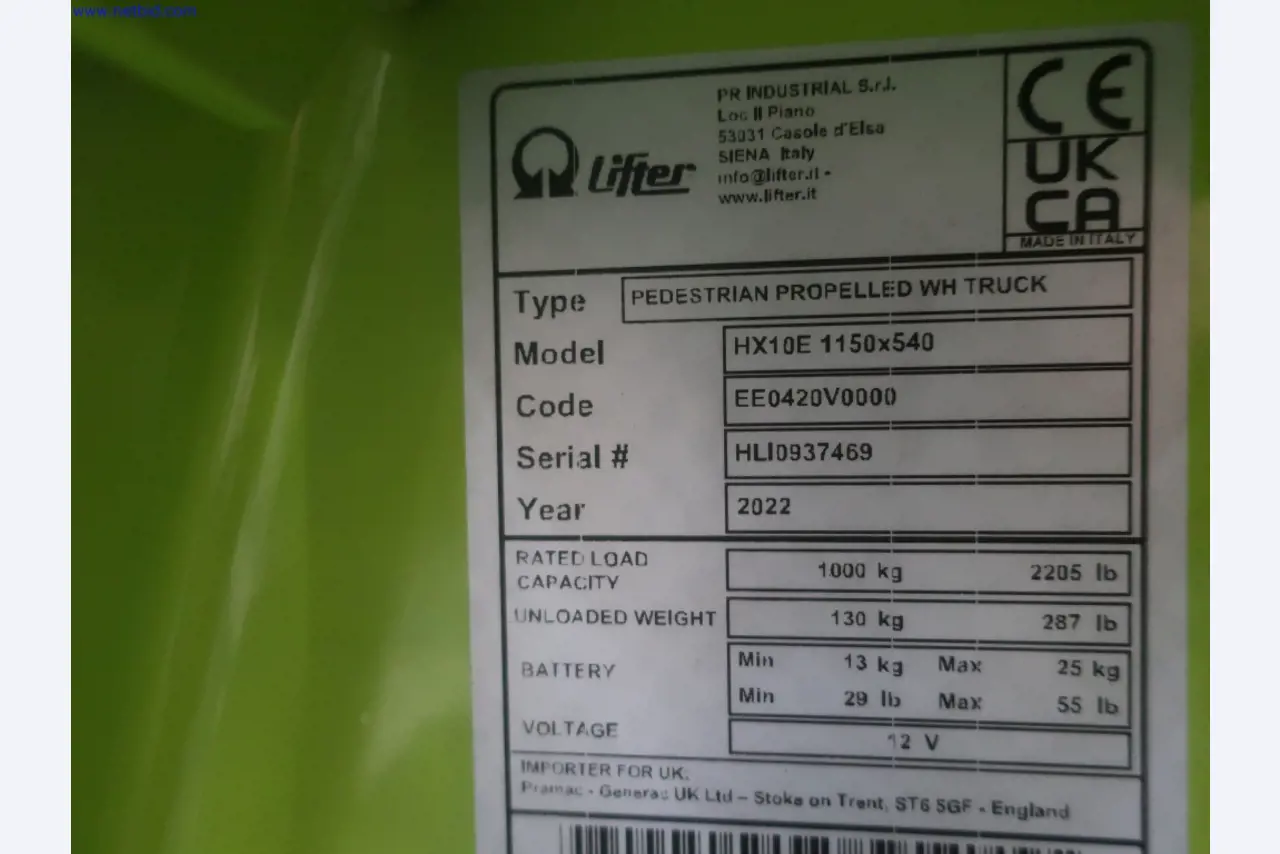 www.netbid.com
PR INDUSTRIAL S.r.l.
Loc Il Piano
53031 Casole d'Elsa
SIENA Italy
info@lifter.it -
www.lifter.it
Lifter
CE
UK
CA
MADE IN ITALY
Type PEDESTRIAN PROPELLED WH TRUCK
Model HX10E 1150x540
Code EE0420V0000
Serial # HLI0937469
Year 2022
RATED LOAD
CAPACITY 1000 kg 2205 lb
UNLOADED WEIGHT 130 kg 287 lb
BATTERY Min 13 kg Max 25 kg
Min 29 lb Max 55 lb
VOLTAGE 12 V
IMPORTER FOR UK:
Pramac - Generac UK Ltd – Stoke on Trent, ST6 5GF - England